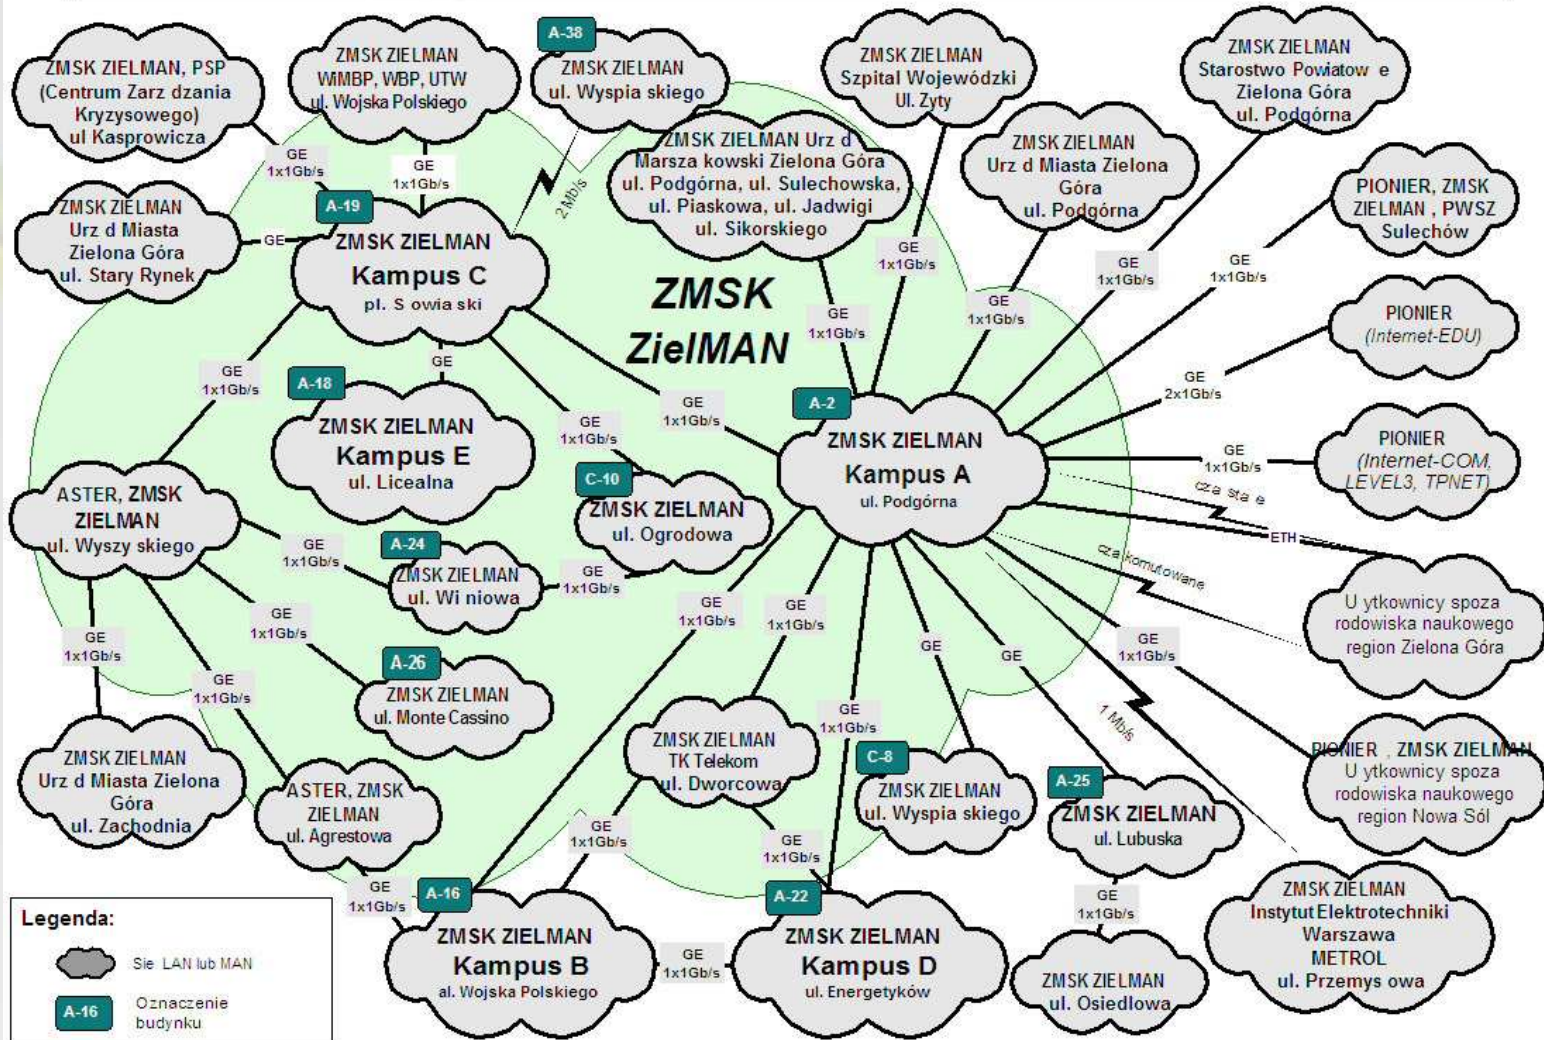 ZMSK ZIELMAN, PSP
(Centrum Zarz dzania
Kryzysowego)
ul Kasprowicza
ZMSK ZIELMAN
WiMBP, WBP, UTW
ul. Wojska Polskiego
A-38
ZMSK ZIELMAN
ul. Wyspia skiego
ZMSK ZIELMAN
Szpital Wojewódzki
Ul. Zyty
ZMSK ZIELMAN
Starostwo Powiatow e
Zielona Góra
ul. Podgórna
ZMSK ZIELMAN Urz d
Marsza kowski Zielona Góra
ul. Podgórna, ul. Sulechowska,
ul. Piaskowa, ul. Jadwigi
ul. Sikorskiego
ZMSK ZIELMAN
Urz d Miasta Zielona
Góra
ul. Podgórna
PIONIER, ZMSK
ZIELMAN , PWSZ
Sulechów
GE
1x1Gb/s
GE
1x1Gb/s
2 Mb/s
A-19
ZMSK ZIELMAN
Urz d Miasta
Zielona Góra
ul. Stary Rynek
GE
ZMSK ZIELMAN
Kampus C
pl. S owia ski
ZMSK
ZielMAN
GE
1x1Gb/s
GE
1x1Gb/s
GE
1x1Gb/s
GE
1x1Gb/s
GE
1x1Gb/s
PIONIER
(Internet-EDU)
GE
1x1Gb/s
GE
A-18
ZMSK ZIELMAN
Kampus E
ul. Licealna
GE
1x1Gb/s
GE
1x1Gb/s
GE
2x1Gb/s
A-2
ZMSK ZIELMAN
Kampus A
ul. Podgórna
PIONIER
(Internet-COM,
LEVEL3, TPNET)
GE
1x1Gb/s
cza sta e
ETH
cza komutowane
ASTER, ZMSK
ZIELMAN
ul. Wyszy skiego
C-10
ZMSK ZIELMAN
ul. Ogrodowa
GE
1x1Gb/s
A-24
ZMSK ZIELMAN
ul. Wi niowa
GE
1x1Gb/s
GE
1x1Gb/s
GE
1x1Gb/s
GE
1x1Gb/s
GE
GE
GE
1x1Gb/s
U ytkownicy spoza
rodowiska naukowego
region Zielona Góra
GE
1x1Gb/s
GE
1x1Gb/s
GE
1x1Gb/s
A-26
ZMSK ZIELMAN
ul. Monte Cassino
GE
1x1Gb/s
1 Mb/s
ZMSK ZIELMAN
Urz d Miasta Zielona
Góra
ul. Zachodnia
ASTER, ZMSK
ZIELMAN
ul. Agrestowa
ZMSK ZIELMAN
TK Telekom
ul. Dworcowa
C-8
ZMSK ZIELMAN
ul. Wyspia skiego
A-25
ZMSK ZIELMAN
ul. Lubuska
PIONIER , ZMSK ZIELMAN
U ytkownicy spoza
rodowiska naukowego
region Nowa Sól
GE
1x1Gb/s
GE
1x1Gb/s
GE
1x1Gb/s
GE
1x1Gb/s
A-16
ZMSK ZIELMAN
Kampus B
al. Wojska Polskiego
GE
1x1Gb/s
A-22
ZMSK ZIELMAN
Kampus D
ul. Energetyków
ZMSK ZIELMAN
ul. Osiedlowa
ZMSK ZIELMAN
Instytut Elektrotechniki
Warszawa
METROL
ul. Przemys owa
Legenda:
Sie LAN lub MAN
A-16
Oznaczenie
budynku